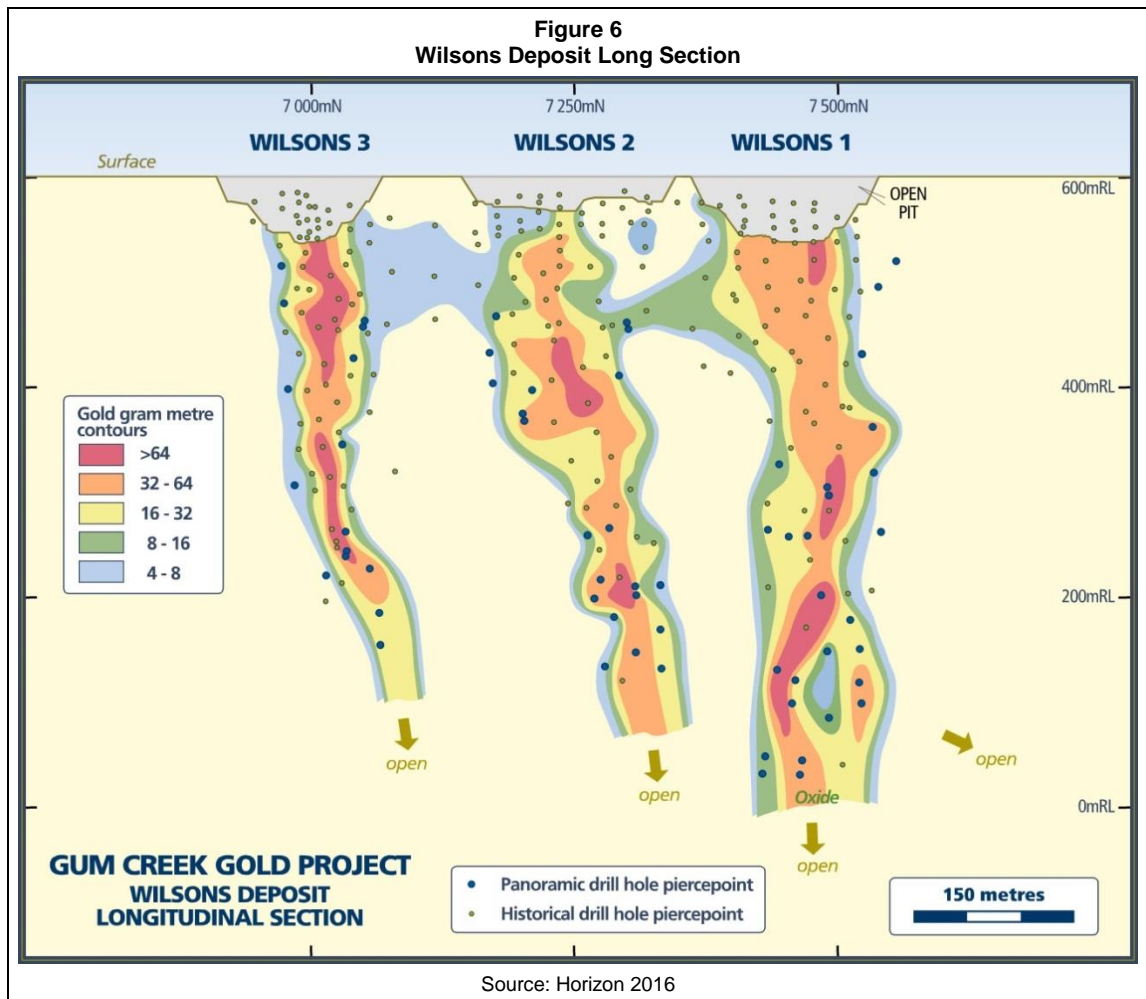 Figure 6
Wilsons Deposit Long Section
7 000mN
7 250mN
7 500mN
WILSONS 3
WILSONS 2
WILSONS 1
Surface
600mRL
OPEN
PIT
400mRL
Gold gram metre
contours
>64
32 - 64
16 - 32
8 - 16
4 - 8
200mRL
open
open
open
Oxide
0mRL
open
GUM CREEK GOLD PROJECT
WILSONS DEPOSIT
LONGITUDINAL SECTION
Panoramic drill hole piercepoint
Historical drill hole piercepoint
150 metres
Source: Horizon 2016